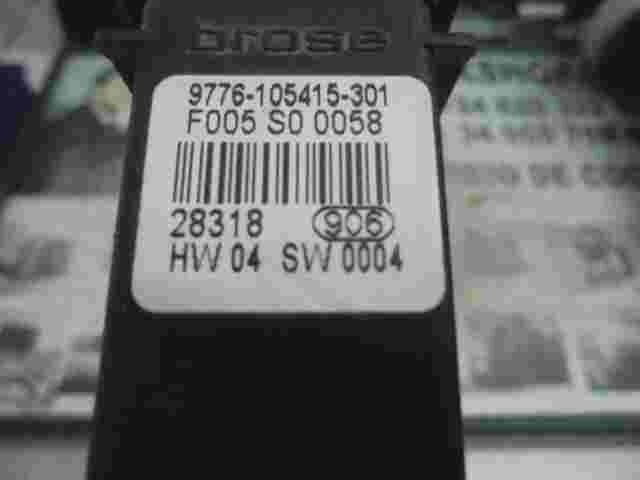 brose
9776-105415-301
F005 S0 0058
28318 906
HW 04 SW 0004